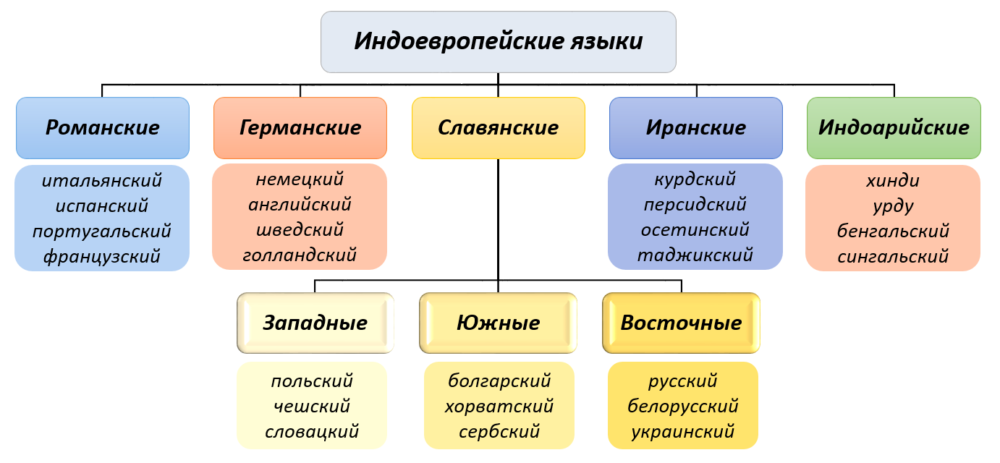 Индоевропейские языки
Романские
Германские
Славянские
Иранские
Индоарийские
итальянский
испанский
португальский
французский
немецкий
английский
шведский
голландский
курдский
персидский
осетинский
таджикский
хинди
урду
бенгальский
сингальский
Западные
Южные
Восточные
польский
чешский
словацкий
болгарский
хорватский
сербский
русский
белорусский
украинский